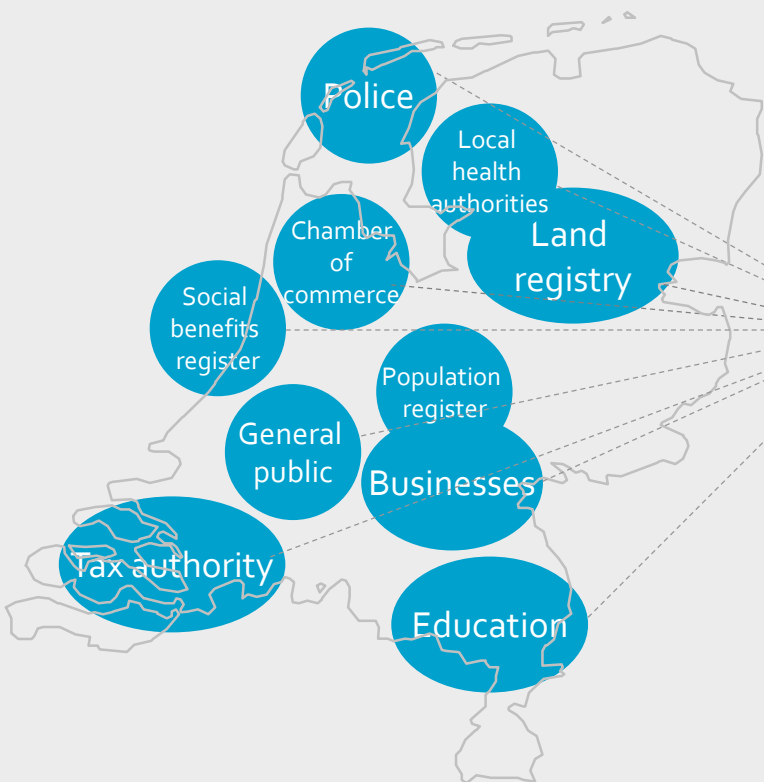 Police
Local
health
authorities
Land
registry
Chamber
of
commerce
Social
benefits
register
Population
register
General
public
Businesses
Tax authority
Education